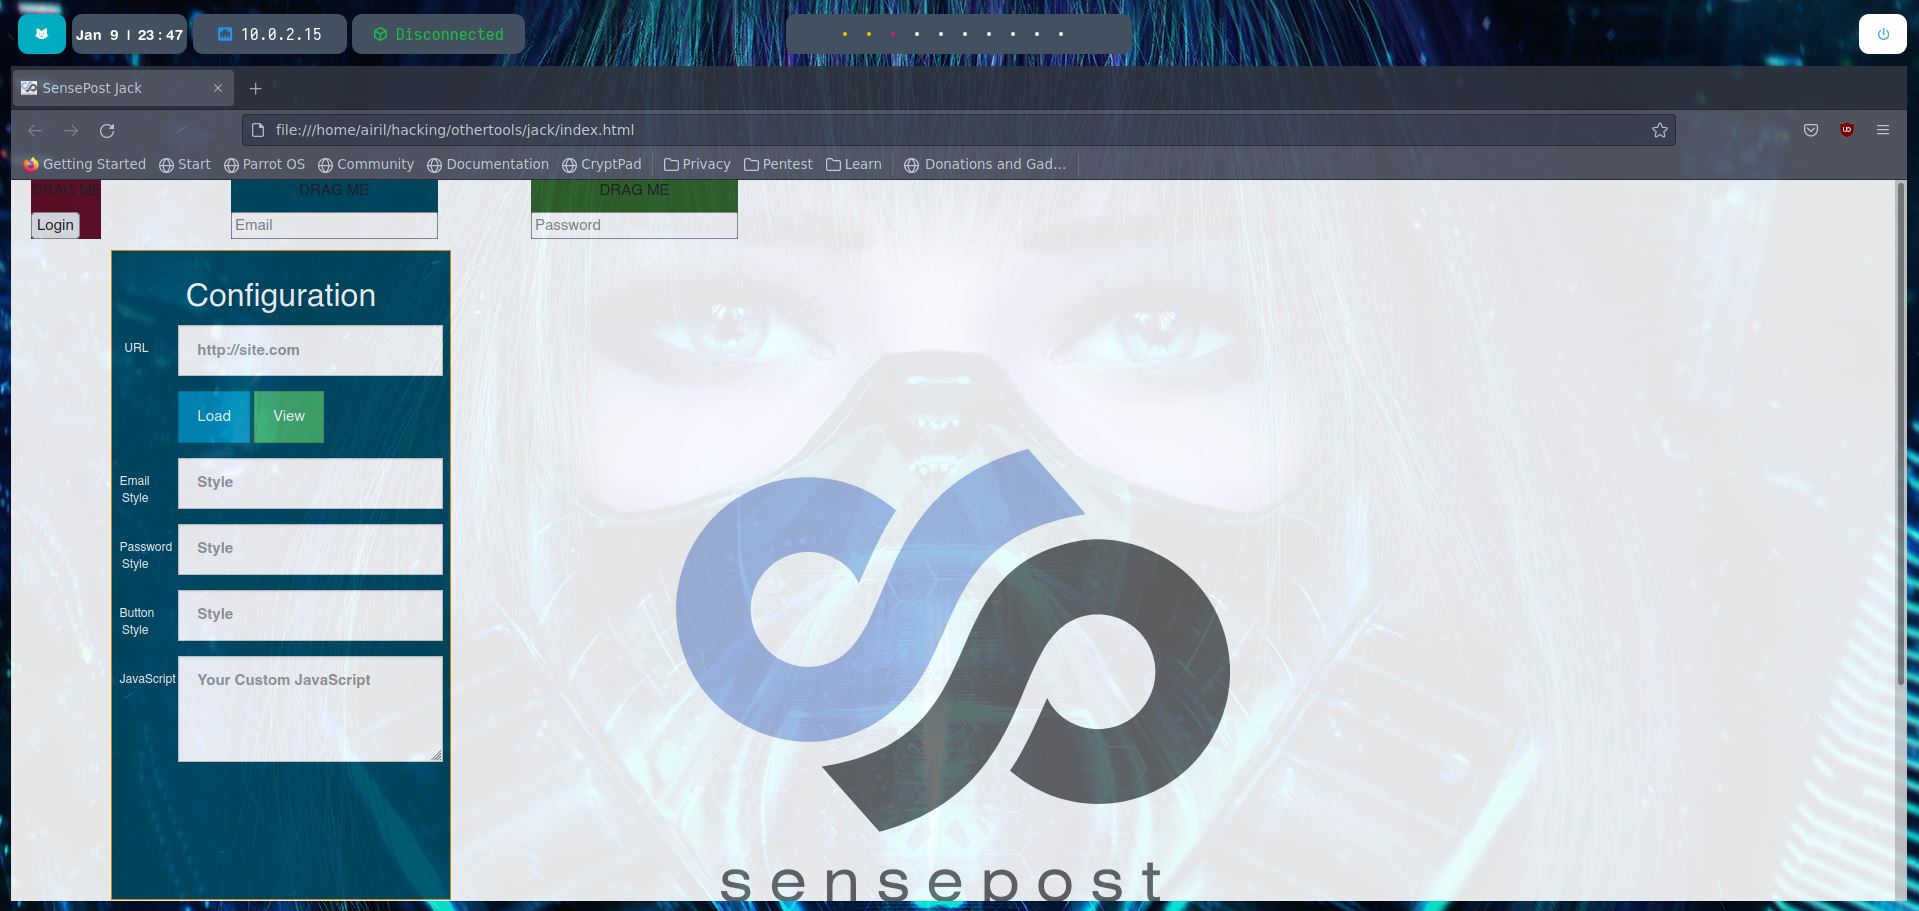 Jan 9 | 23:47
10.0.2.15
Disconnected
SensePost Jack
file:///home/airil/hacking/othertools/jack/index.html
Getting Started Start Parrot OS Community Documentation CryptPad Privacy Pentest Learn Donations and Gad...
DRAG ME DRAG ME DRAG ME
Login Email Password
Configuration
URL http://site.com
Load View
Email Style Style
Password Style Style
Button Style Style
JavaScript Your Custom JavaScript
sensepost